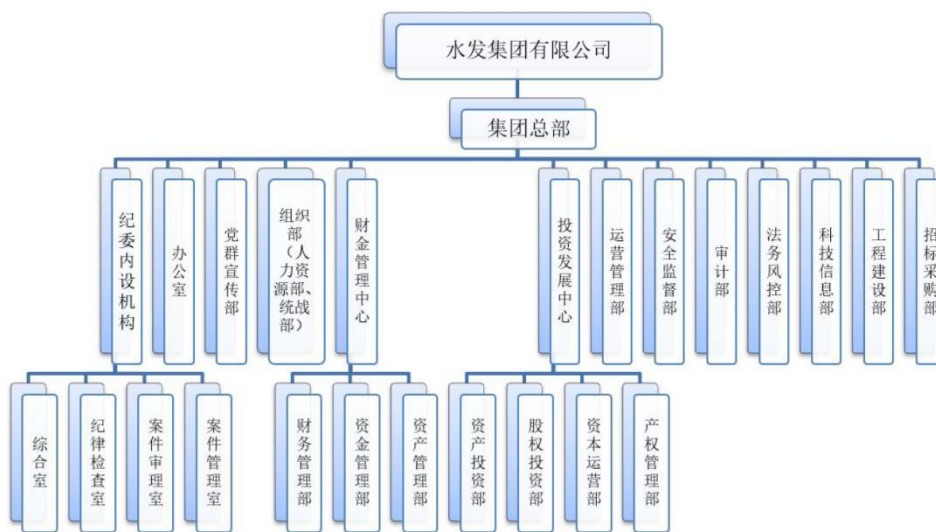 水发集团有限公司
集团总部
纪委内设机构
办公室
党群宣传部
组织
部
（人
力资
源部、
统战
部）
财金管理中心
投资发展中心
运营管理部
安全监督部
审计部
法务风控部
科技信息部
工程建设部
招标采购部
综合室
纪律检查室
案件审理室
案件管理室
财务管理部
资金管理部
资产管理部
资产投资部
股权投资部
资本运营部
产权管理部